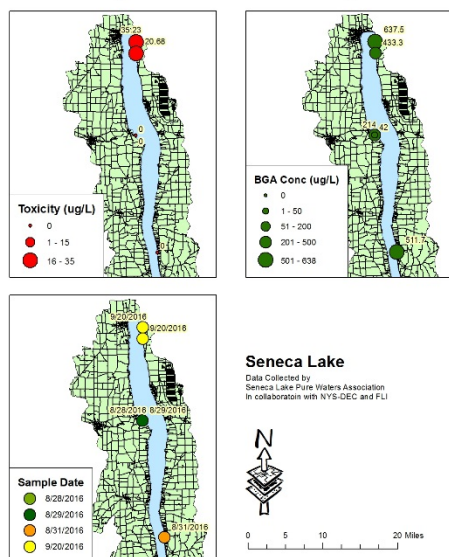 35.23
20.68
0
0
0
Toxicity (ug/L)
0
1 - 15
16 - 35
637.5
433.3
214
42
511.7
BGA Conc (ug/L)
0
1 - 50
51 - 200
201 - 500
501 - 638
9/20/2016
9/20/2016
8/28/2016
8/29/2016
8/31/2016
Sample Date
8/28/2016
8/29/2016
8/31/2016
9/20/2016
Seneca Lake
Data Collected by
Seneca Lake Pure Waters Association
In collaboratoin with NYS-DEC and FLI
N
0 5 10 20 Miles